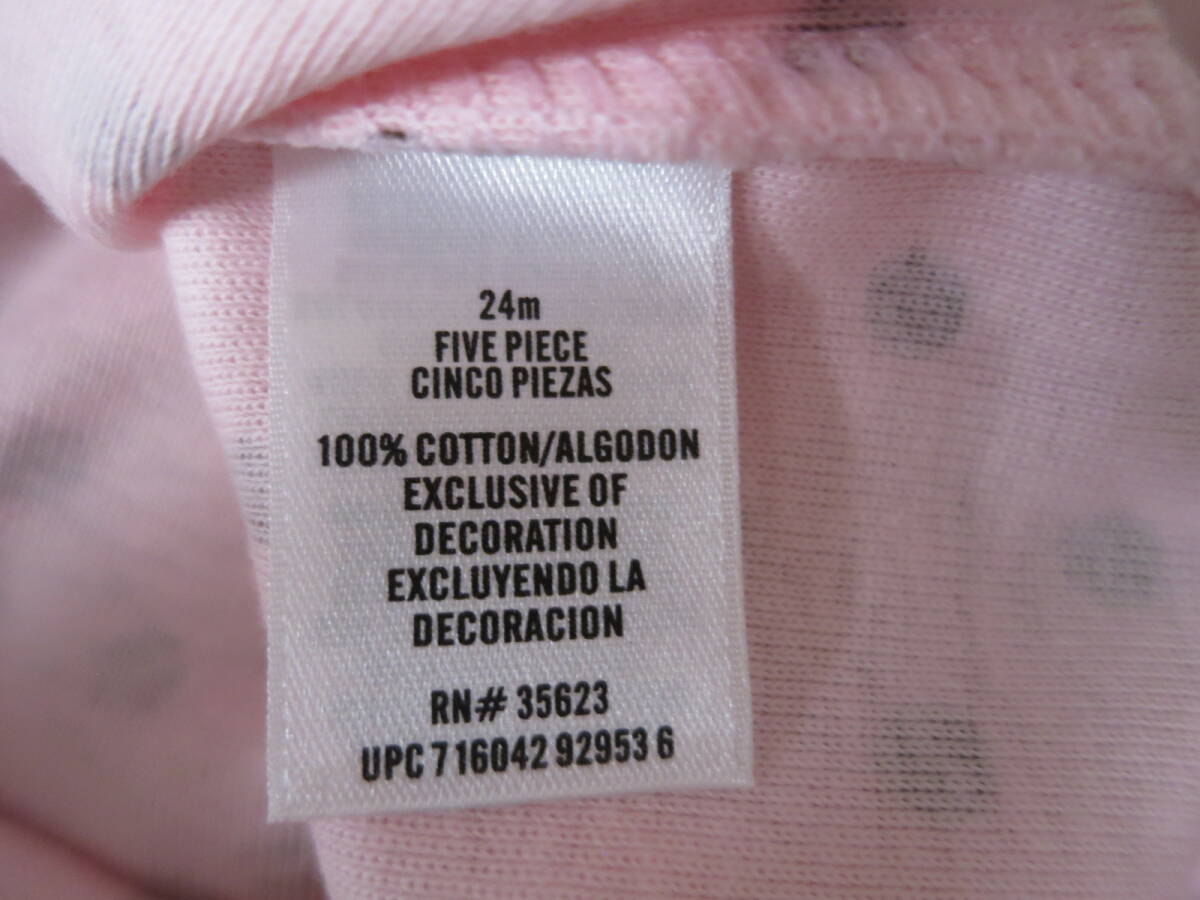 24m
FIVE PIECE
CINCO PIEZAS
100% COTTON/ALGODON
EXCLUSIVE OF
DECORATION
EXCLUYENDO LA
DECORACION
RN# 35623
UPC 7 16042 92953 6